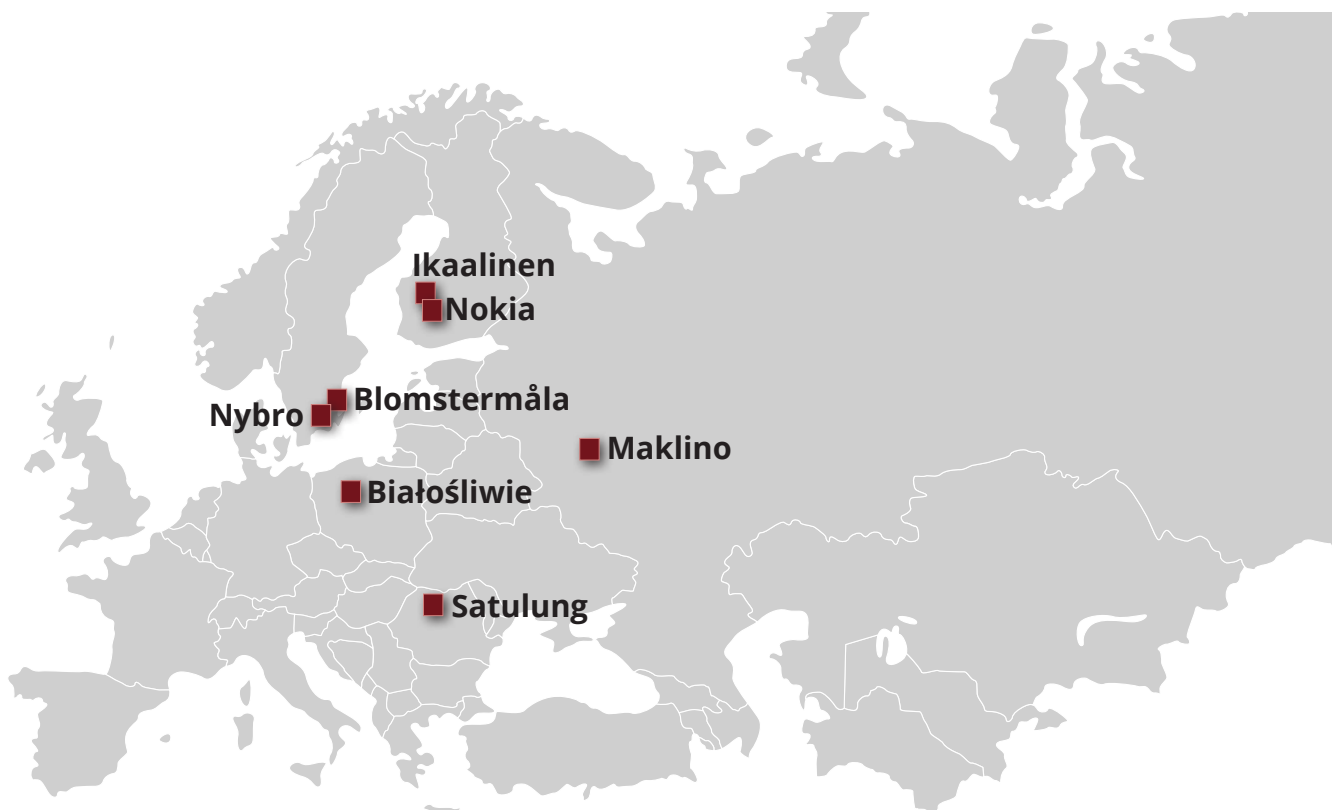 Ikaalinen
Nokia
Blomstermåla
Nybro
Maklino
Białośliwie
Satulung